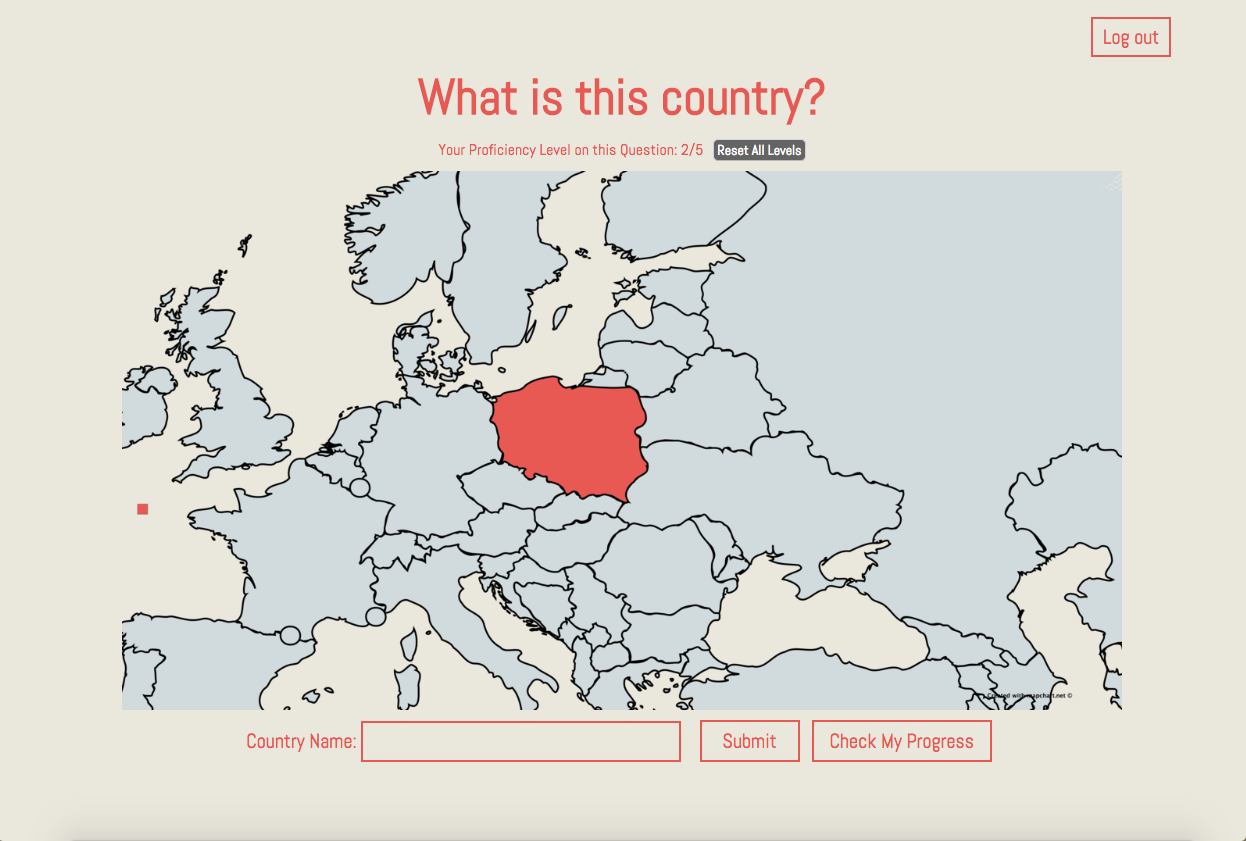 Log out
What is this country?
Your Proficiency Level on this Question: 2/5 Reset All Levels
Created with mapchart.net ©
Country Name: Submit Check My Progress